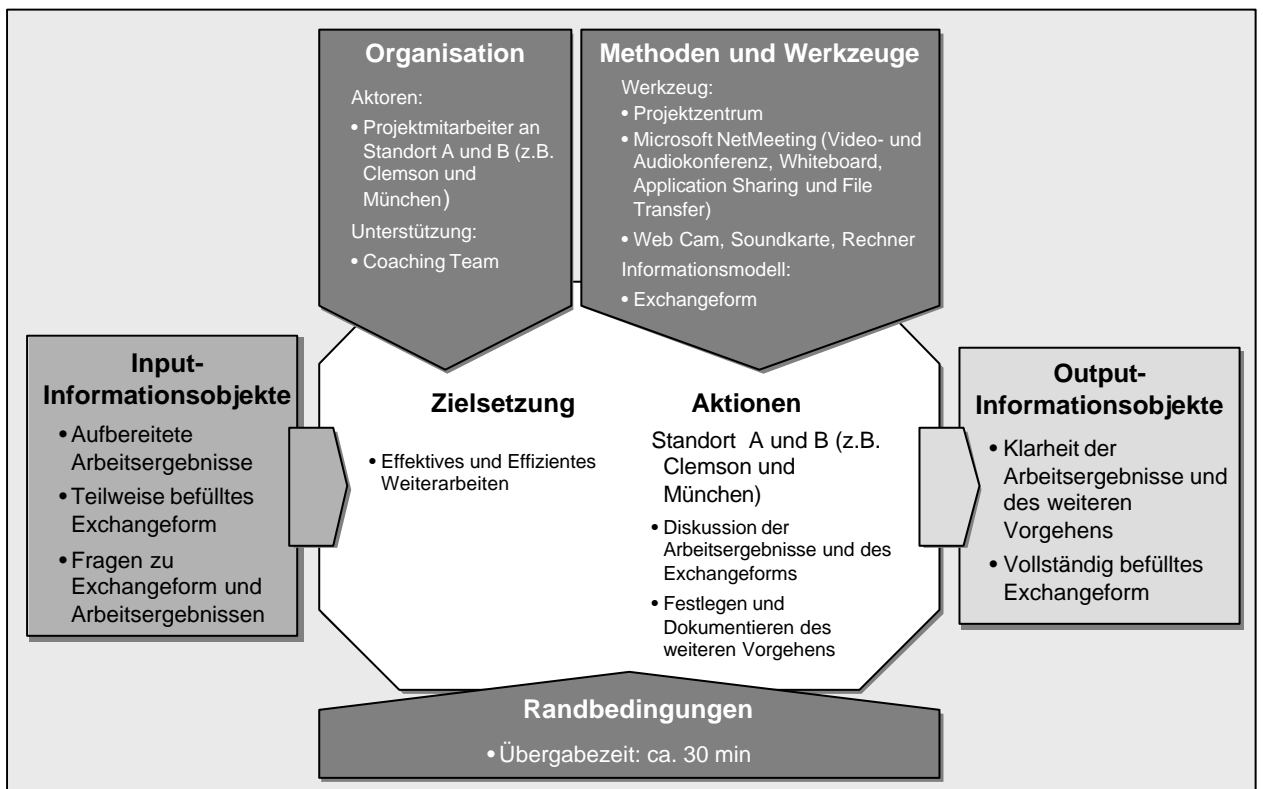 Organisation
Aktoren:
• Projektmitarbeiter an
Standort A und B (z.B.
Clemson und
München)
Unterstützung:
• Coaching Team
Methoden und Werkzeuge
Werkzeug:
• Projektzentrum
• Microsoft NetMeeting (Video- und
Audiokonferenz, Whiteboard,
Application Sharing und File
Transfer)
• Web Cam, Soundkarte, Rechner
Informationsmodell:
• Exchangeform
Input-
Informationsobjekte
• Aufbereitete
Arbeitsergebnisse
• Teilweise befülltes
Exchangeform
• Fragen zu
Exchangeform und
Arbeitsergebnissen
Zielsetzung
• Effektives und Effizientes
Weiterarbeiten
Aktionen
Standort A und B (z.B.
Clemson und
München)
• Diskussion der
Arbeitsergebnisse und des
Exchangeforms
• Festlegen und
Dokumentieren des
weiteren Vorgehens
Output-
Informationsobjekte
• Klarheit der
Arbeitsergebnisse und
des weiteren
Vorgehens
• Vollständig befülltes
Exchangeform
Randbedingungen
• Übergabezeit: ca. 30 min